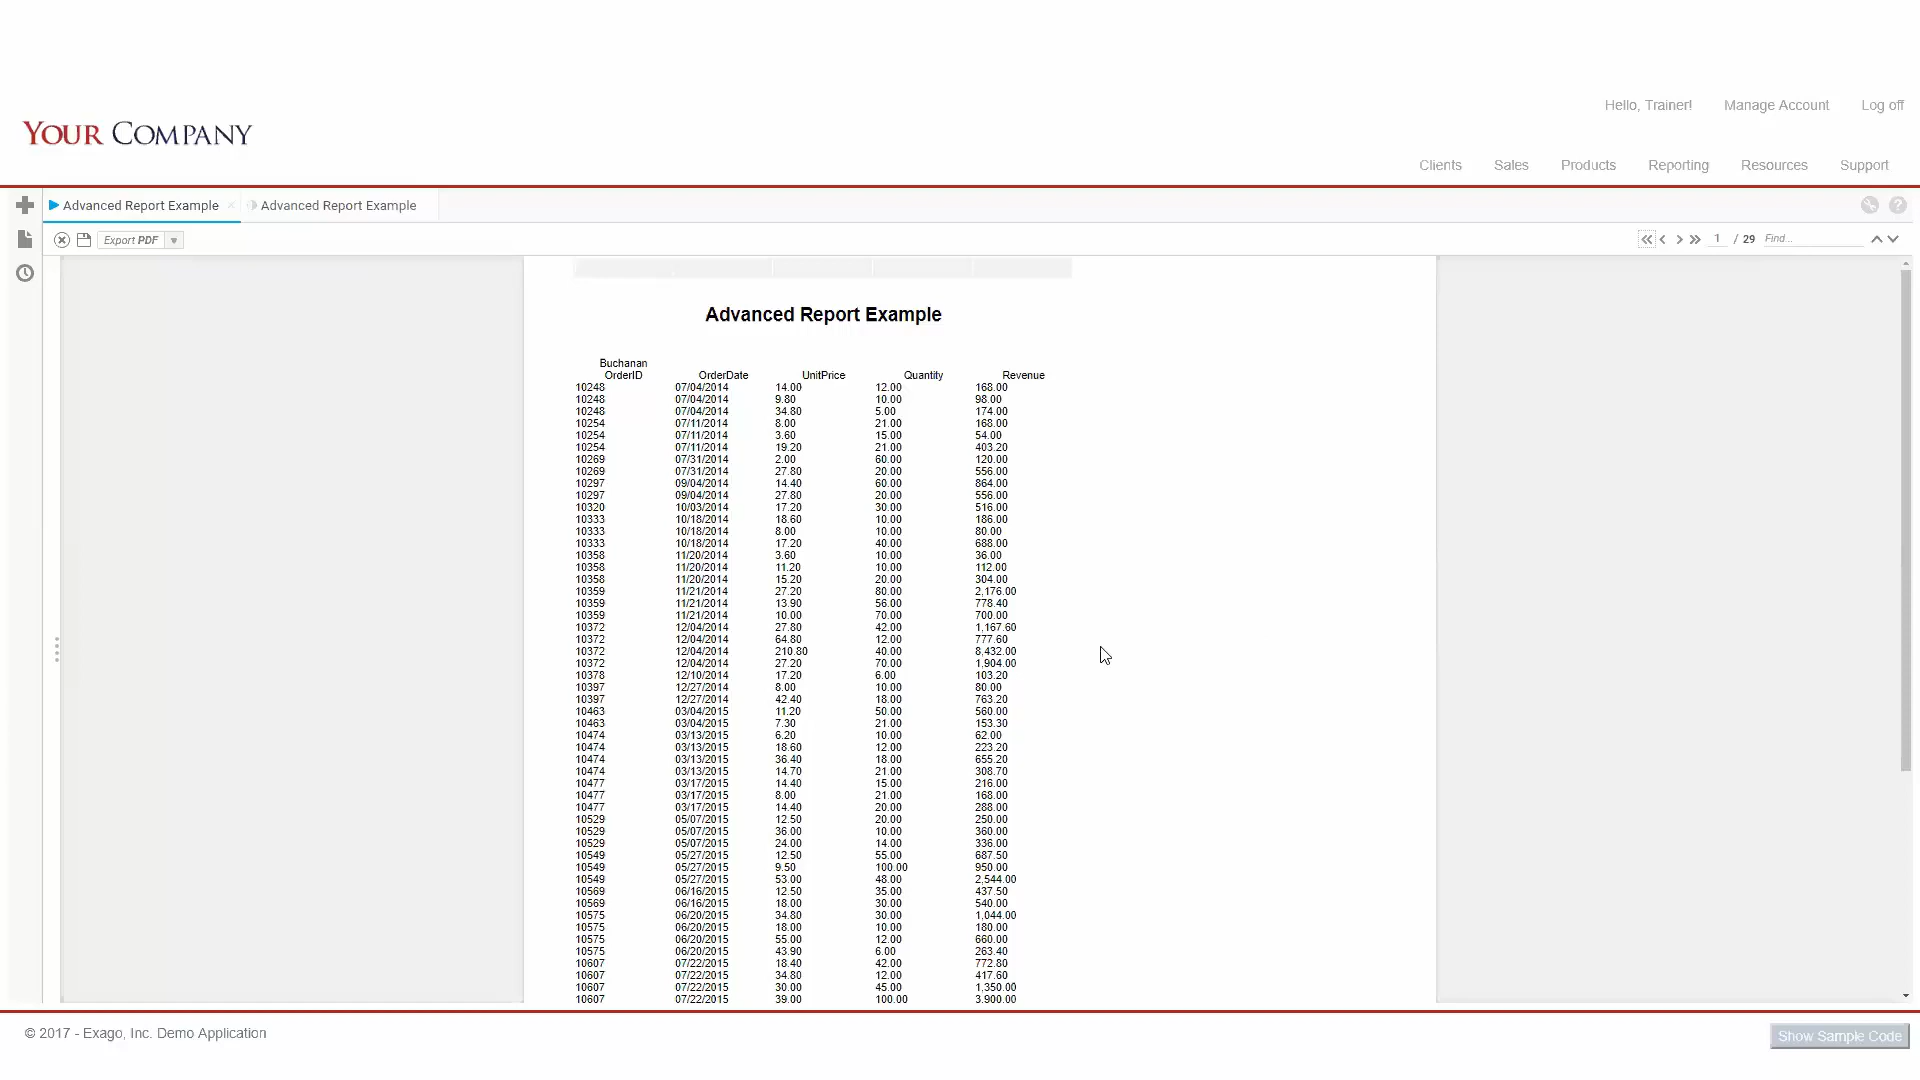 Hello, Trainer! Manage Account Log off
YOUR COMPANY
Clients Sales Products Reporting Resources Support
Advanced Report Example Advanced Report Example
Export PDF 1 / 29 Find...
Advanced Report Example
Buchanan
OrderID OrderDate UnitPrice Quantity Revenue
10248 07/04/2014 14.00 12.00 168.00
10248 07/04/2014 9.80 10.00 98.00
10248 07/04/2014 34.80 5.00 174.00
10254 07/11/2014 8.00 21.00 168.00
10254 07/11/2014 3.60 15.00 54.00
10254 07/11/2014 19.20 21.00 403.20
10269 07/31/2014 2.00 60.00 120.00
10269 07/31/2014 27.80 20.00 556.00
10297 09/04/2014 14.40 60.00 864.00
10297 09/04/2014 27.80 20.00 556.00
10320 10/03/2014 17.20 30.00 516.00
10333 10/18/2014 18.60 10.00 186.00
10333 10/18/2014 8.00 10.00 80.00
10333 10/18/2014 17.20 40.00 688.00
10358 11/20/2014 3.60 10.00 36.00
10358 11/20/2014 11.20 10.00 112.00
10358 11/20/2014 15.20 20.00 304.00
10359 11/21/2014 27.20 80.00 2,176.00
10359 11/21/2014 13.90 56.00 778.40
10359 11/21/2014 10.00 70.00 700.00
10372 12/04/2014 27.80 42.00 1,167.60
10372 12/04/2014 64.80 12.00 777.60
10372 12/04/2014 210.80 40.00 8,432.00
10372 12/04/2014 27.20 70.00 1,904.00
10378 12/10/2014 17.20 6.00 103.20
10397 12/27/2014 8.00 10.00 80.00
10397 12/27/2014 42.40 18.00 763.20
10463 03/04/2015 11.20 50.00 560.00
10463 03/04/2015 7.30 21.00 153.30
10474 03/13/2015 6.20 10.00 62.00
10474 03/13/2015 18.60 12.00 223.20
10474 03/13/2015 36.40 18.00 655.20
10474 03/13/2015 14.70 21.00 308.70
10477 03/17/2015 14.40 15.00 216.00
10477 03/17/2015 8.00 21.00 168.00
10477 03/17/2015 14.40 20.00 288.00
10529 05/07/2015 12.50 20.00 250.00
10529 05/07/2015 36.00 10.00 360.00
10529 05/07/2015 24.00 14.00 336.00
10549 05/27/2015 12.50 55.00 687.50
10549 05/27/2015 9.50 100.00 950.00
10549 05/27/2015 53.00 48.00 2,544.00
10569 06/16/2015 12.50 35.00 437.50
10569 06/16/2015 18.00 30.00 540.00
10575 06/20/2015 34.80 30.00 1,044.00
10575 06/20/2015 18.00 10.00 180.00
10575 06/20/2015 55.00 12.00 660.00
10575 06/20/2015 43.90 6.00 263.40
10607 07/22/2015 18.40 42.00 772.80
10607 07/22/2015 34.80 12.00 417.60
10607 07/22/2015 30.00 45.00 1,350.00
10607 07/22/2015 39.00 100.00 3,900.00
© 2017 - Exago, Inc. Demo Application
Show Sample Code